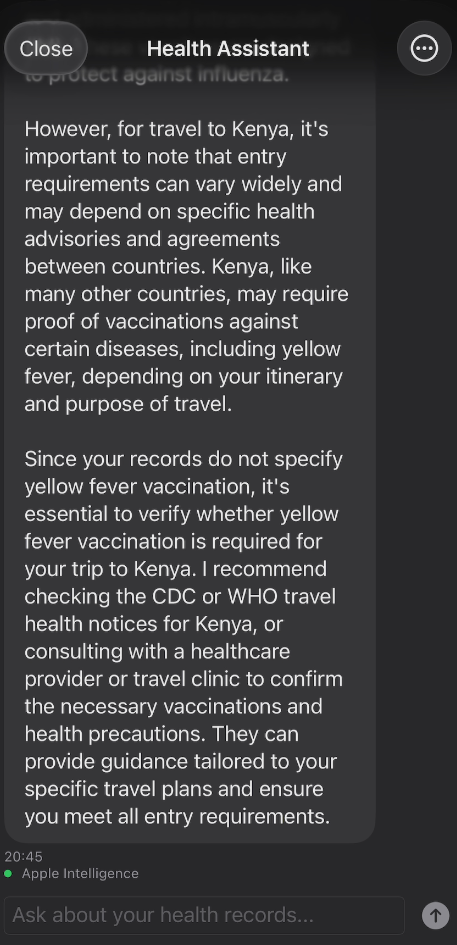 Close
Health Assistant
to protect against influenza.
However, for travel to Kenya, it's
important to note that entry
requirements can vary widely and
may depend on specific health
advisories and agreements
between countries. Kenya, like
many other countries, may require
proof of vaccinations against
certain diseases, including yellow
fever, depending on your itinerary
and purpose of travel.
Since your records do not specify
yellow fever vaccination, it's
essential to verify whether yellow
fever vaccination is required for
your trip to Kenya. I recommend
checking the CDC or WHO travel
health notices for Kenya, or
consulting with a healthcare
provider or travel clinic to confirm
the necessary vaccinations and
health precautions. They can
provide guidance tailored to your
specific travel plans and ensure
you meet all entry requirements.
20:45
Apple Intelligence
Ask about your health records...